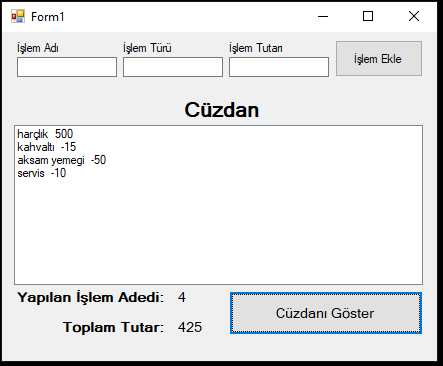 Form1
İşlem Adı İşlem Türü İşlem Tutarı İşlem Ekle
Cüzdan
harçlık 500
kahvaltı -15
aksam yemegi -50
servis -10
Yapılan İşlem Adedi: 4
Toplam Tutar: 425
Cüzdanı Göster